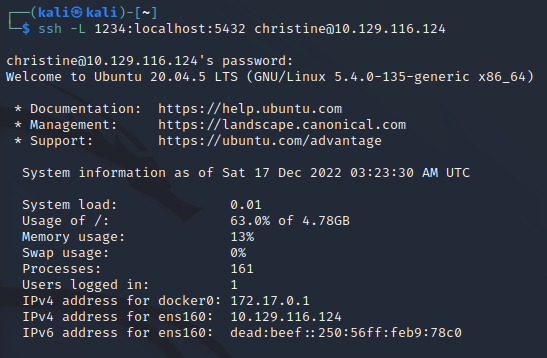 ┌──(kali㉿kali)-[~]
└─$ ssh -L 1234:localhost:5432 christine@10.129.116.124
christine@10.129.116.124's password:
Welcome to Ubuntu 20.04.5 LTS (GNU/Linux 5.4.0-135-generic x86_64)
* Documentation:  https://help.ubuntu.com
* Management:     https://landscape.canonical.com
* Support:        https://ubuntu.com/advantage
System information as of Sat 17 Dec 2022 03:23:30 AM UTC
System load:              0.01
Usage of /:               63.0% of 4.78GB
Memory usage:             13%
Swap usage:               0%
Processes:                161
Users logged in:          1
IPv4 address for docker0: 172.17.0.1
IPv4 address for ens160:  10.129.116.124
IPv6 address for ens160:  dead:beef::250:56ff:feb9:78c0